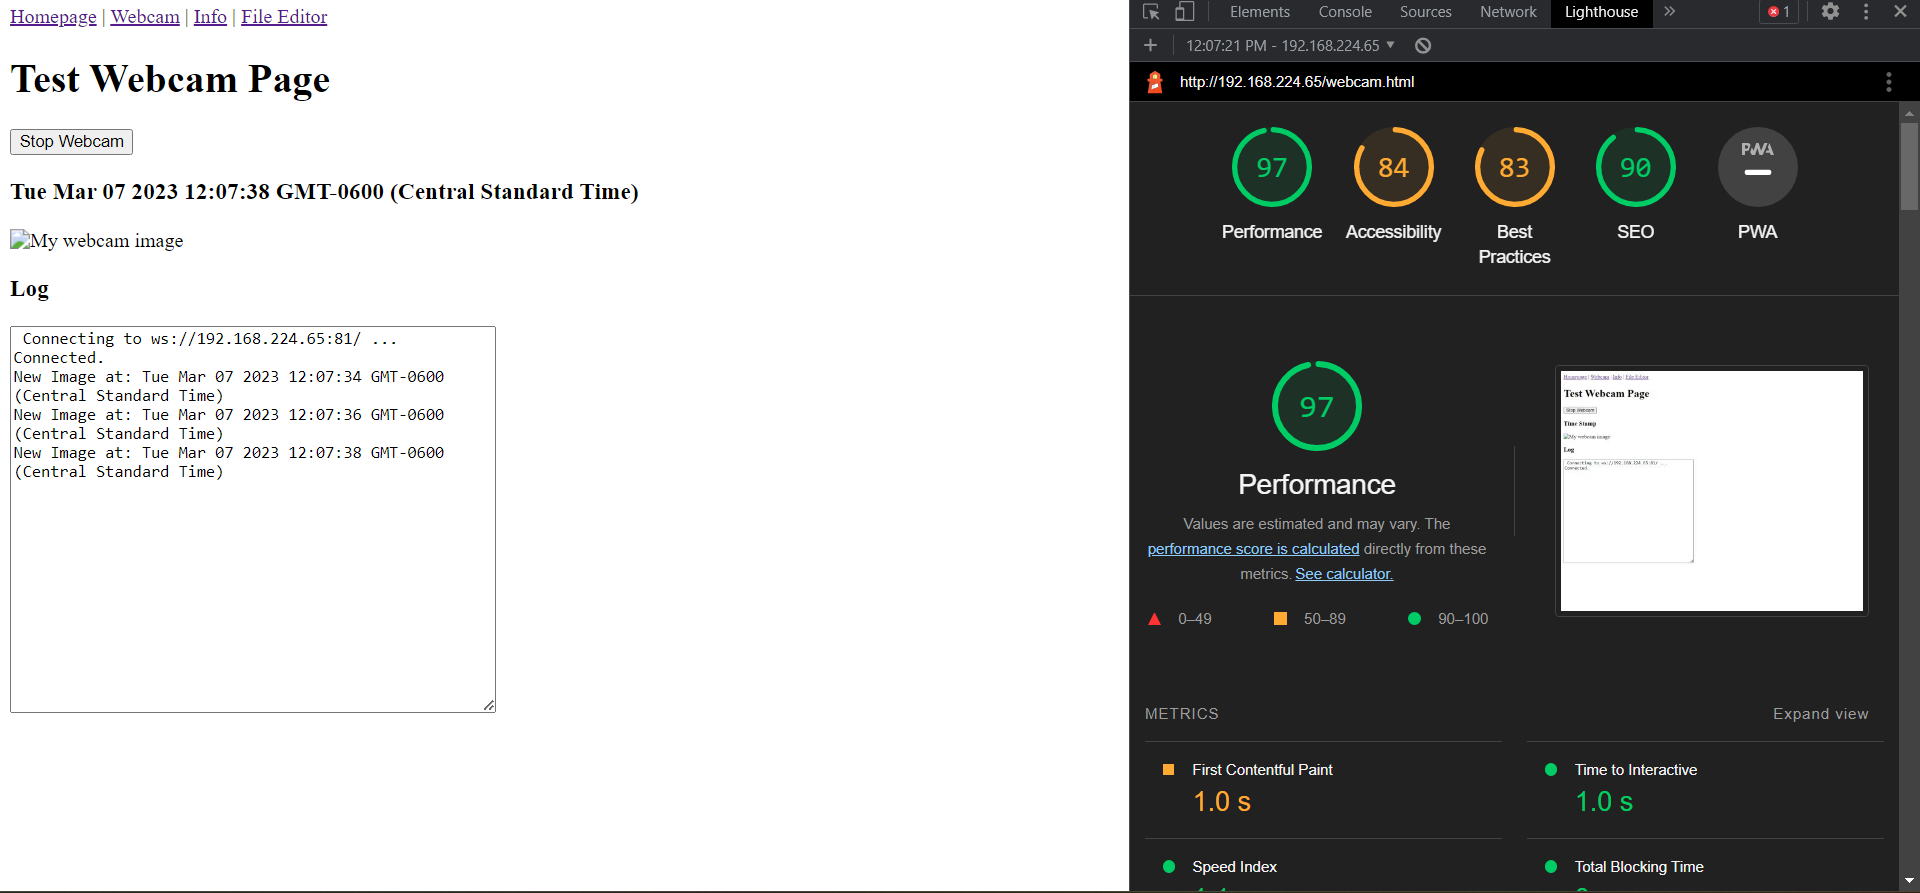 Homepage | Webcam | Info | File Editor
Test Webcam Page
Stop Webcam
Tue Mar 07 2023 12:07:38 GMT-0600 (Central Standard Time)
My webcam image
Log
Connecting to ws://192.168.224.65:81/ ...
Connected.
New Image at: Tue Mar 07 2023 12:07:34 GMT-0600
(Central Standard Time)
New Image at: Tue Mar 07 2023 12:07:36 GMT-0600
(Central Standard Time)
New Image at: Tue Mar 07 2023 12:07:38 GMT-0600
(Central Standard Time)
Elements Console Sources Network Lighthouse » 1
12:07:21 PM - 192.168.224.65
http://192.168.224.65/webcam.html
97 84 83 90 PWA
Performance Accessibility Best Practices SEO PWA
97
Performance
Values are estimated and may vary. The
performance score is calculated directly from these
metrics. See calculator.
0–49 50–89 90–100
Homepage | Webcam | Info | File Editor
Test Webcam Page
Stop Webcam
Time Stamp
My webcam image
Log
Connecting to ws://192.168.224.65:81/ ...
Connected.
METRICS Expand view
First Contentful Paint
1.0 s
Time to Interactive
1.0 s
Speed Index
Total Blocking Time